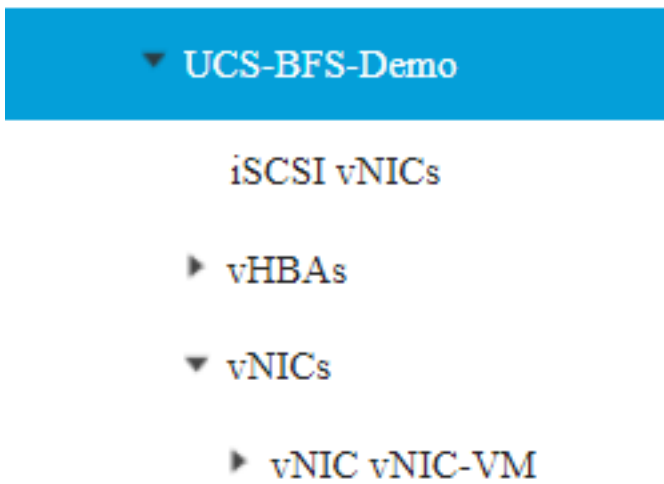 UCS-BFS-Demo
iSCSI vNICs
vHBAs
vNICs
vNIC vNIC-VM